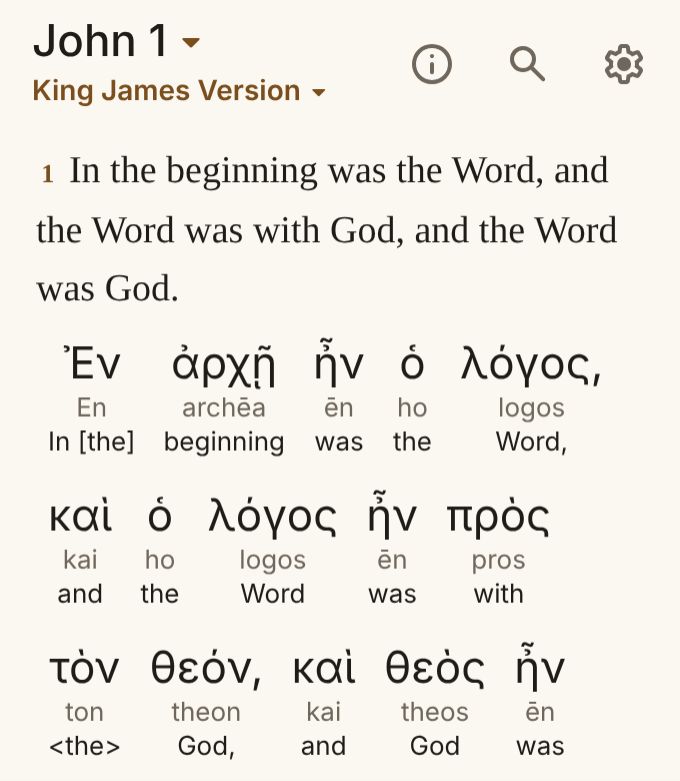 John 1
King James Version
1 In the beginning was the Word, and
the Word was with God, and the Word
was God.
Ἐν ἀρχῇ ἦν ὁ λόγος,
En archēa ēn ho logos
In [the] beginning was the Word,
καὶ ὁ λόγος ἦν πρὸς
kai ho logos ēn pros
and the Word was with
τὸν θεόν, καὶ θεὸς ἦν
ton theon kai theos ēn
<the> God, and God was